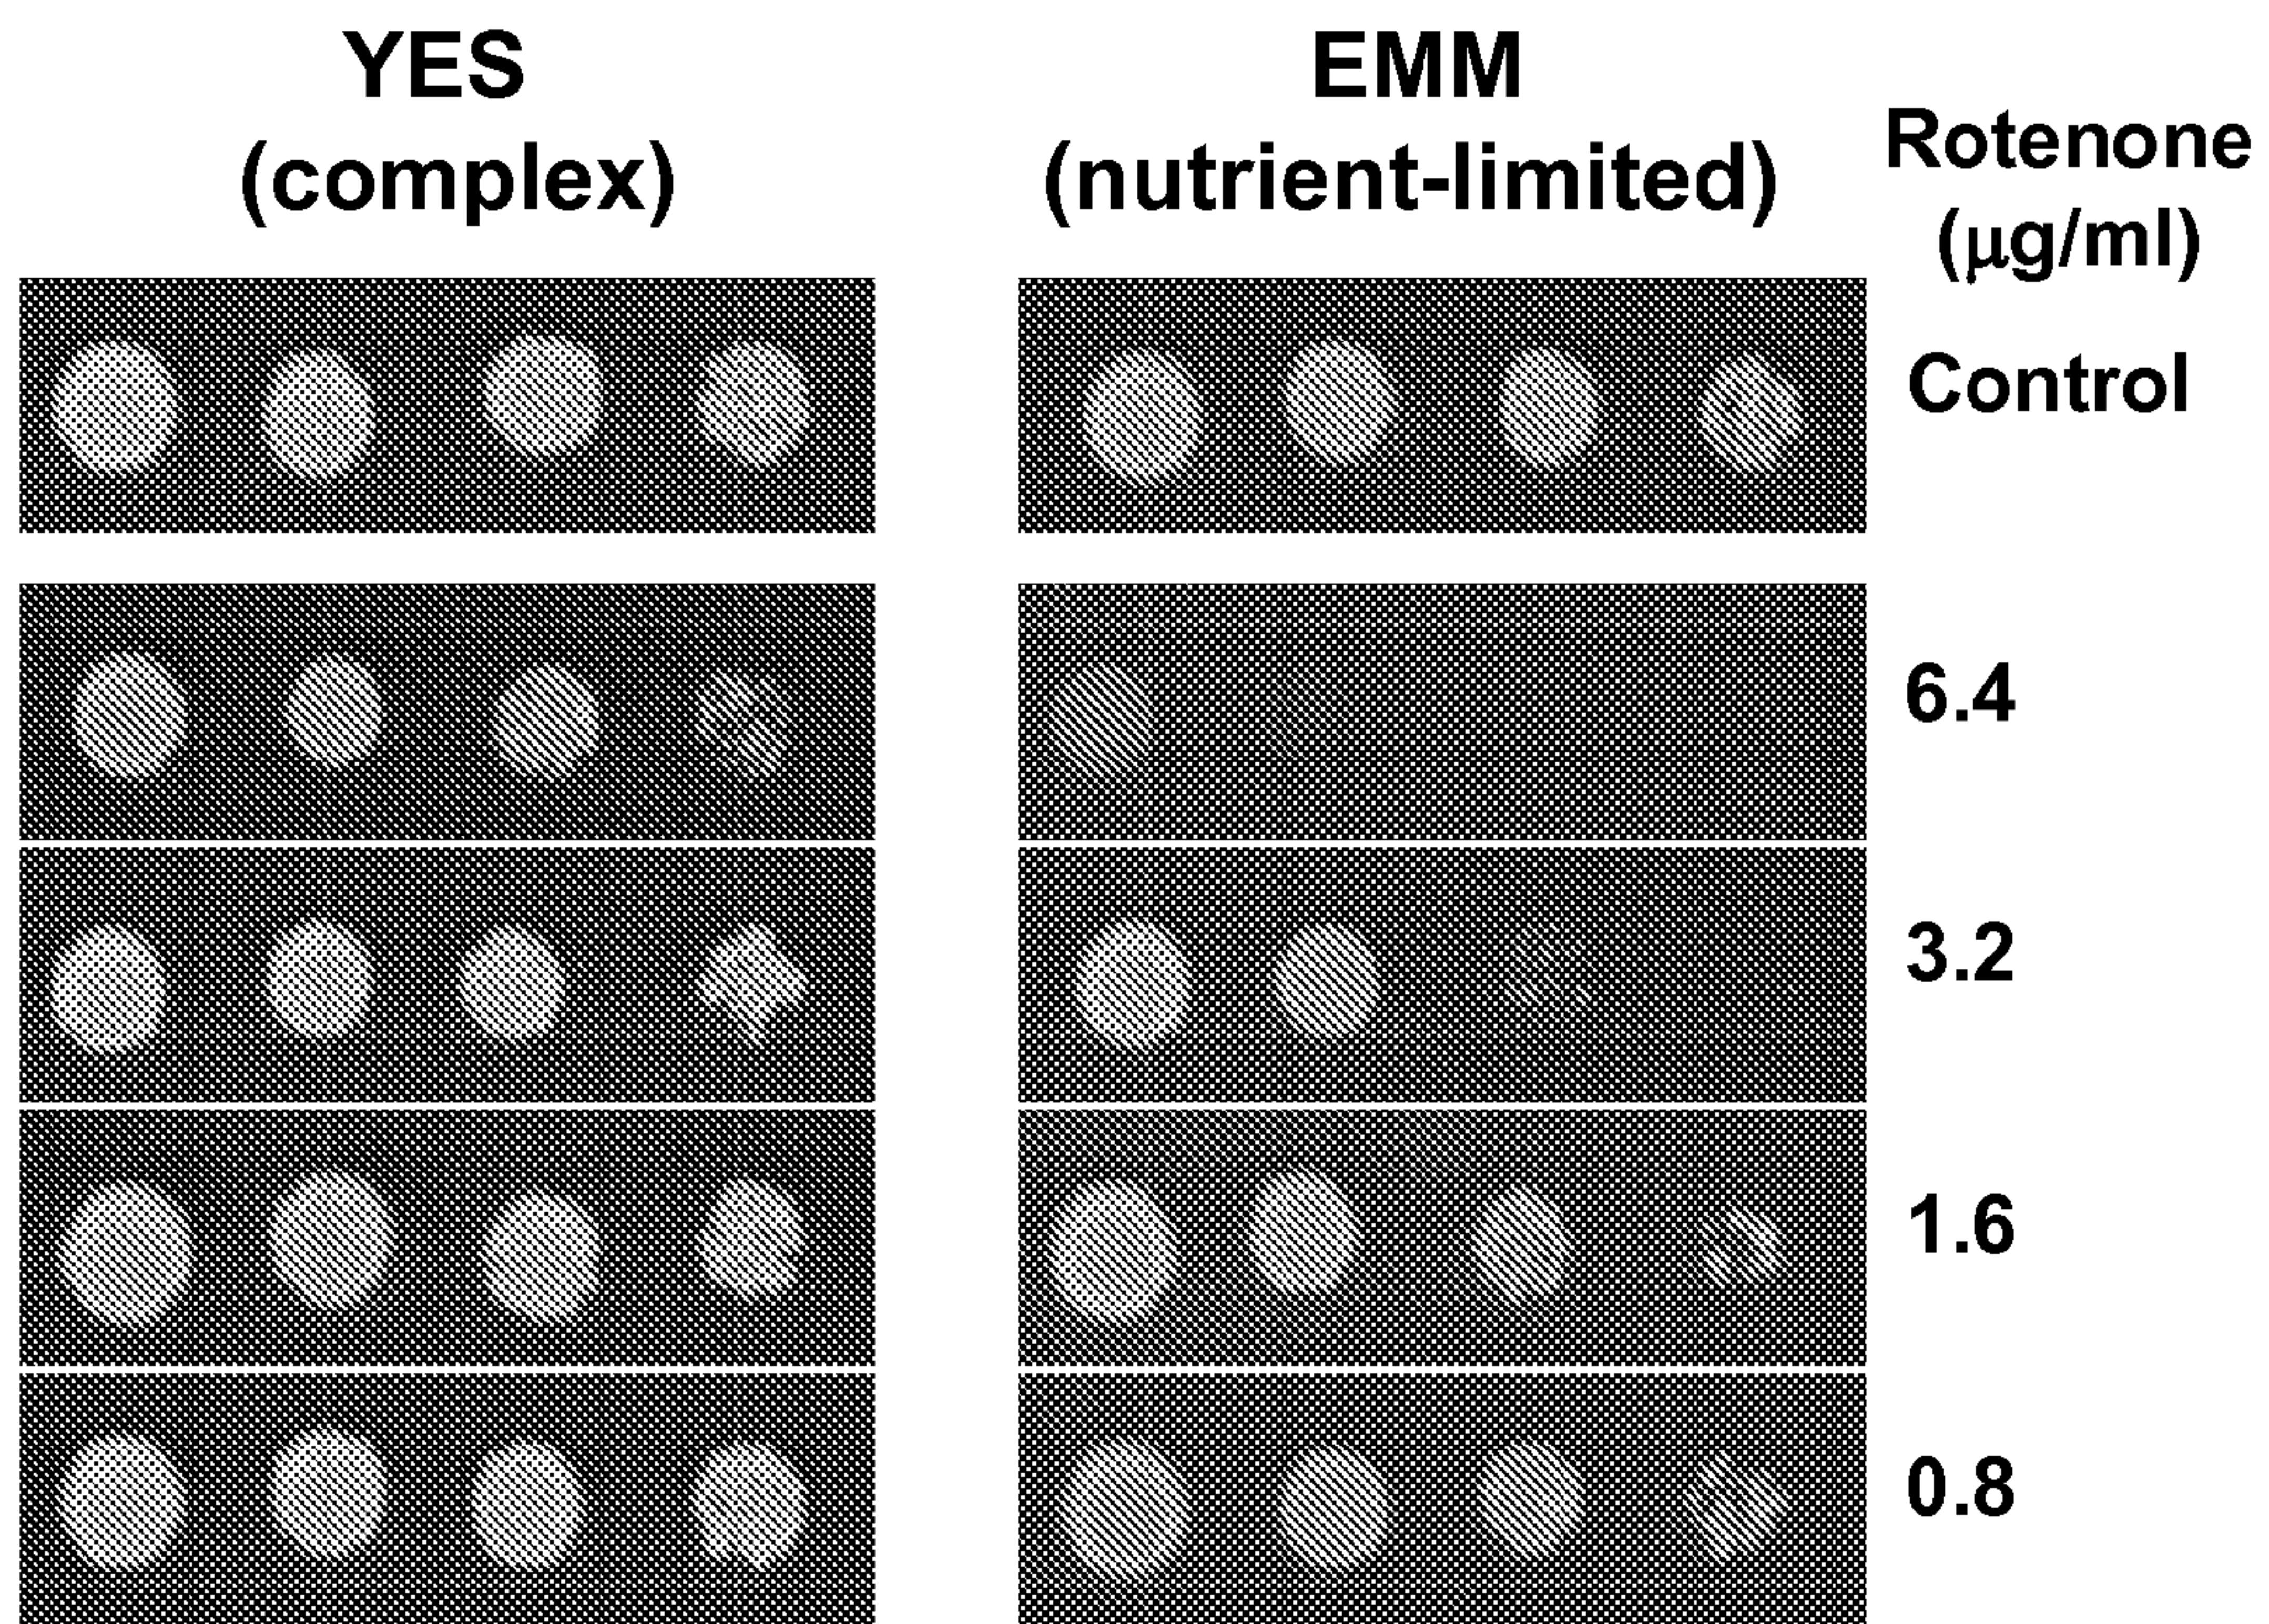 YES
(complex)
EMM
(nutrient-limited)
Rotenone
(μg/ml)
Control
6.4
3.2
1.6
0.8